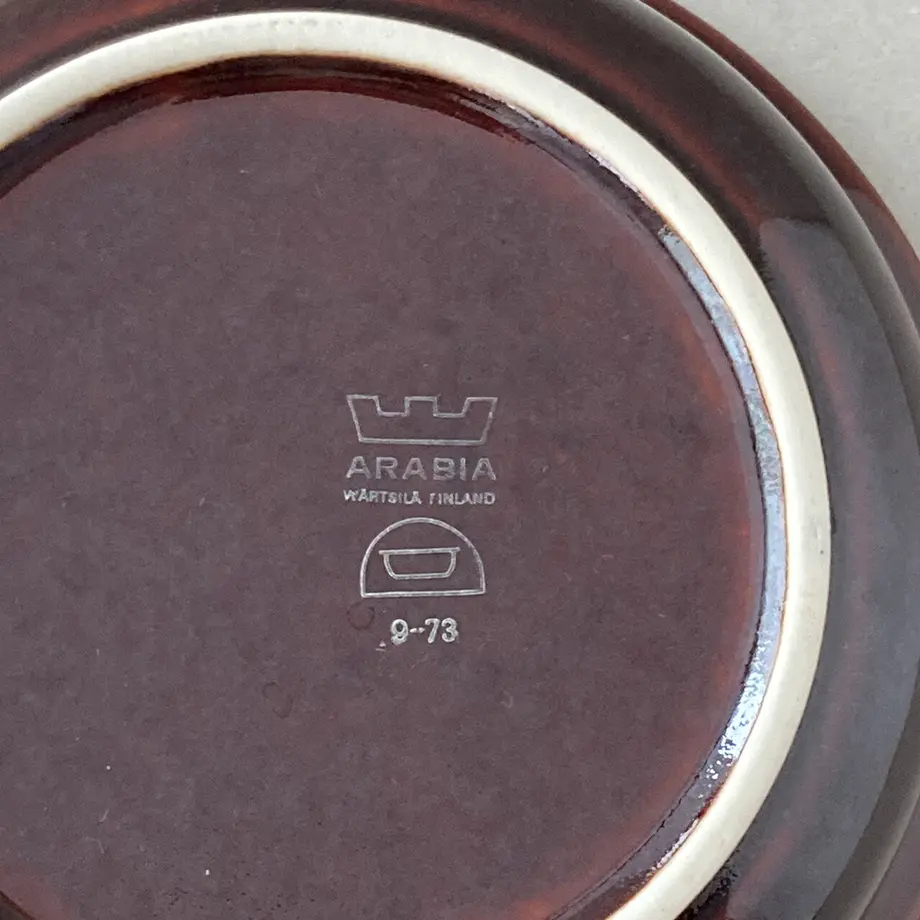 ARABIA
WÄRTSILÄ FINLAND
9-73